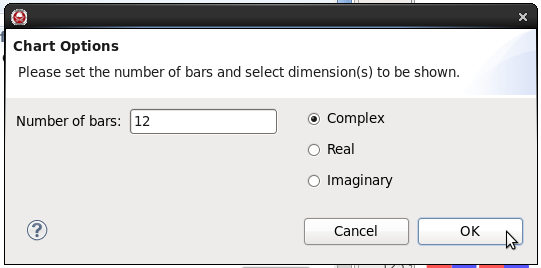 Chart Options
Please set the number of bars and select dimension(s) to be shown.
Number of bars: 12
Complex
Real
Imaginary
?
Cancel
OK